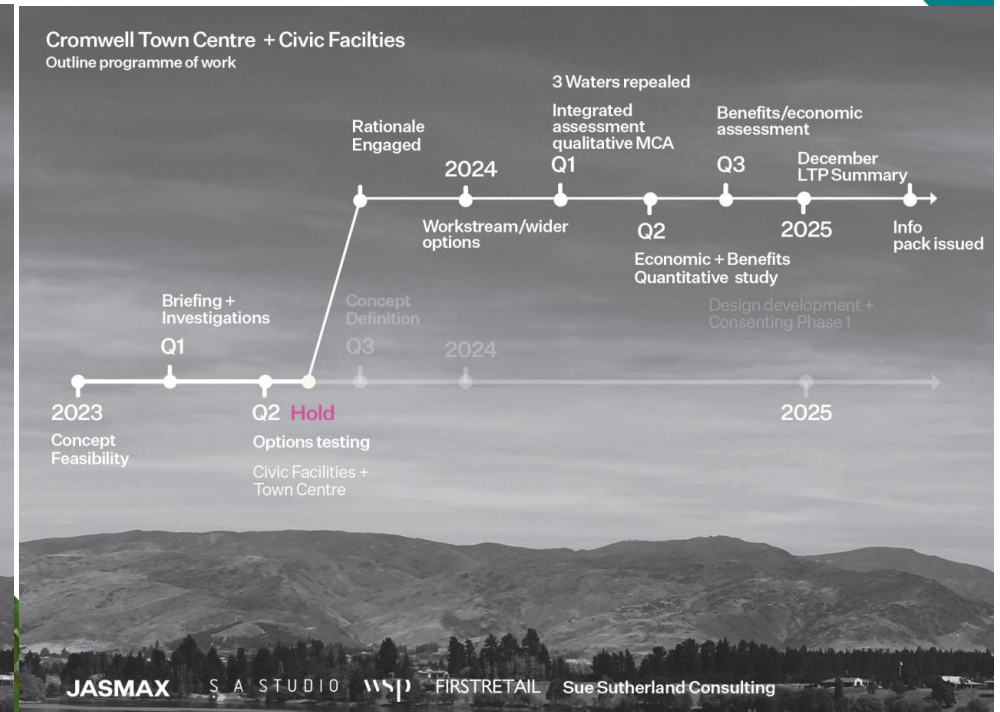 Cromwell Town Centre + Civic Facilties
Outline programme of work
3 Waters repealed
Rationale
Engaged
2024
Integrated
assessment
qualitative MCA
Q1
Benefits/economic
assessment
Q3
December
LTP Summary
Workstream/wider
options
Q2
Economic + Benefits
Quantitative study
2025
Info
pack issued
Briefing +
Investigations
Q1
Concept
Definition
Q3
2024
Design development +
Consenting Phase 1
2023
Concept
Feasibility
Q2 Hold
Options testing
Civic Facilities +
Town Centre
2025
JASMAX S A STUDIO wsp FIRSTRETAIL Sue Sutherland Consulting